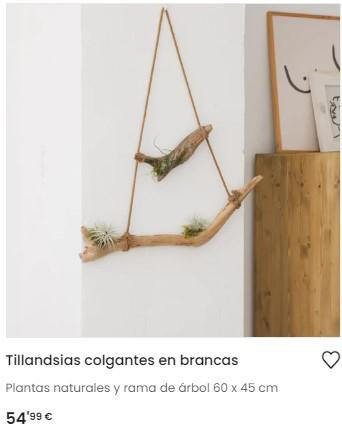 Tillandsias colgantes en brancas
Plantas naturales y rama de árbol 60 x 45 cm
54'99 €